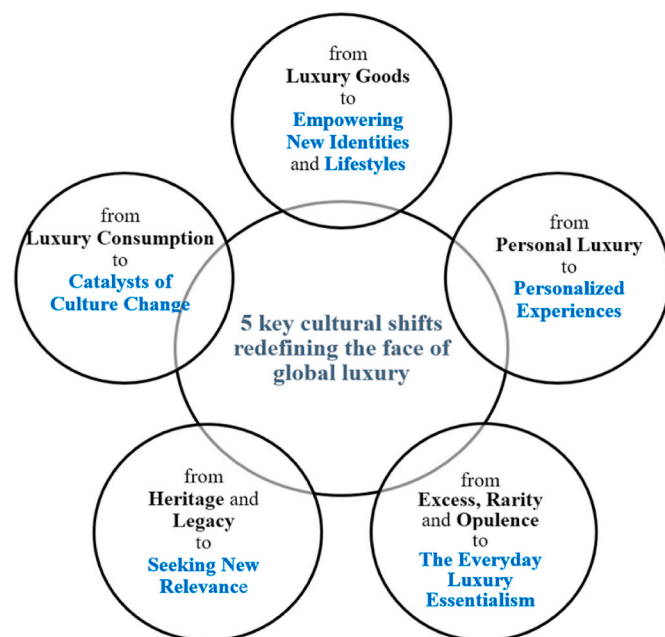 from
Luxury Goods
to
Empowering
New Identities
and Lifestyles
from
Luxury Consumption
to
Catalysts of
Culture Change
from
Personal Luxury
to
Personalized
Experiences
5 key cultural shifts
redefining the face of
global luxury
from
Heritage and
Legacy
to
Seeking New
Relevance
from
Excess, Rarity
and Opulence
to
The Everyday
Luxury
Essentialism